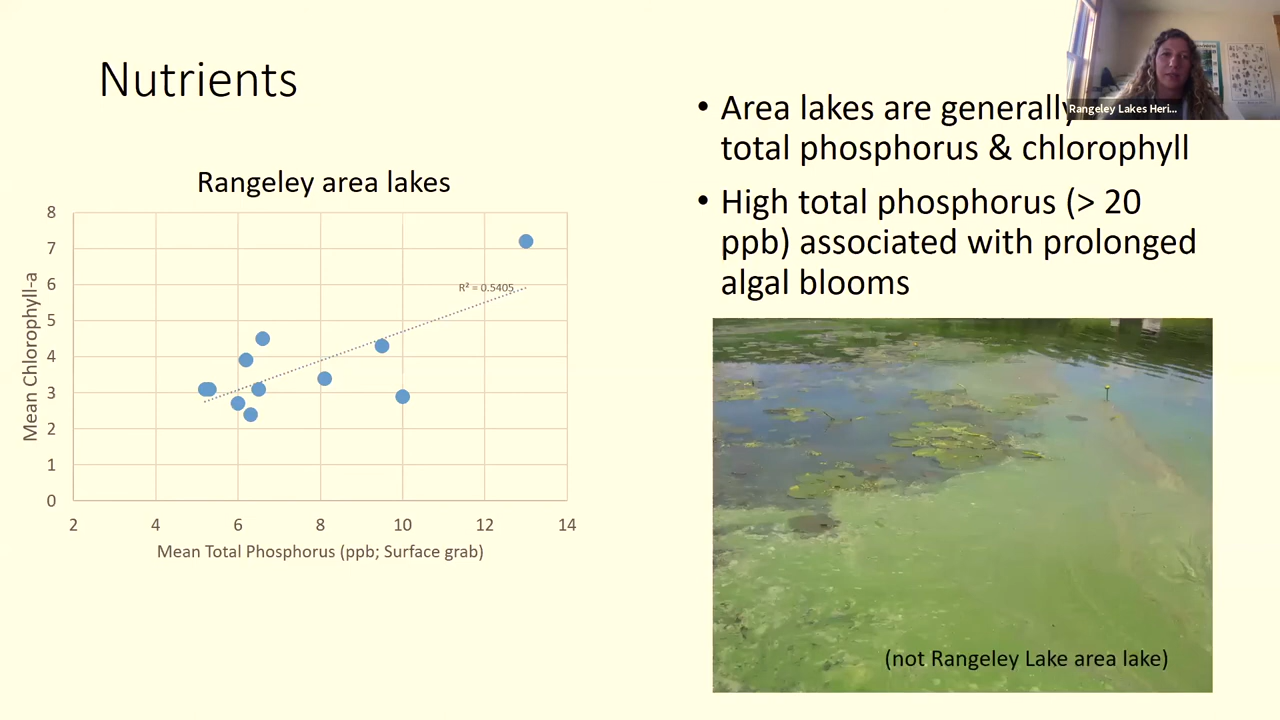 Nutrients
Rangeley Lakes Heri...
• Area lakes are generally
total phosphorus & chlorophyll
• High total phosphorus (> 20
ppb) associated with prolonged
algal blooms
Rangeley area lakes
8
7
6
5
4
3
2
1
0
Mean Chlorophyll-a
R² = 0.5405
2 4 6 8 10 12 14
Mean Total Phosphorus (ppb; Surface grab)
(not Rangeley Lake area lake)